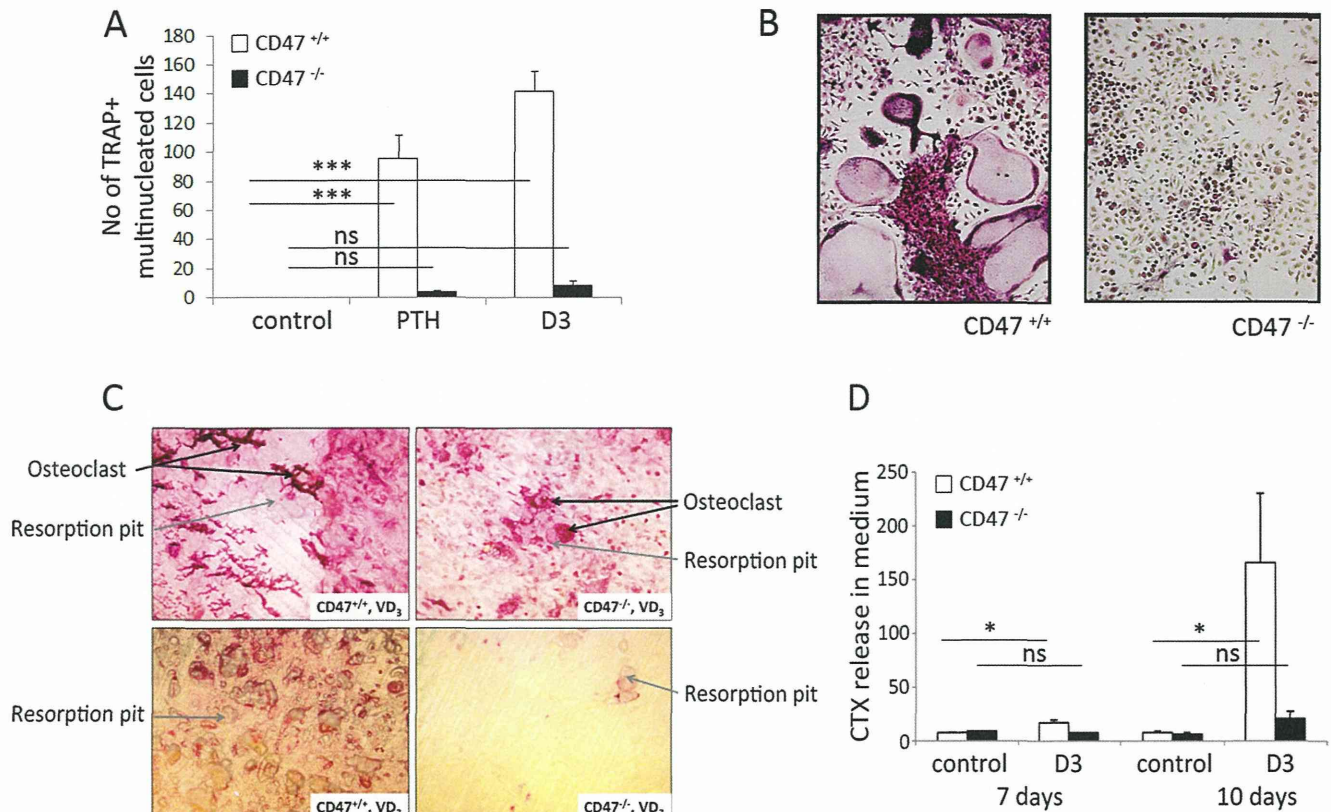 A
No of TRAP+
multinucleated cells
180
160
140
120
100
80
60
40
20
0
CD47 +/+
CD47 -/-
***
***
ns
ns
control
PTH
D3
B
CD47 +/+
CD47 -/-
C
Osteoclast
Resorption pit
CD47+/+, VD3
CD47-/-, VD3
Osteoclast
Resorption pit
Resorption pit
CD47+/+, VD3
CD47-/-, VD3
Resorption pit
D
CTX release in medium
250
200
150
100
50
0
CD47 +/+
CD47 -/-
*
ns
*
ns
control
D3
control
D3
7 days
10 days